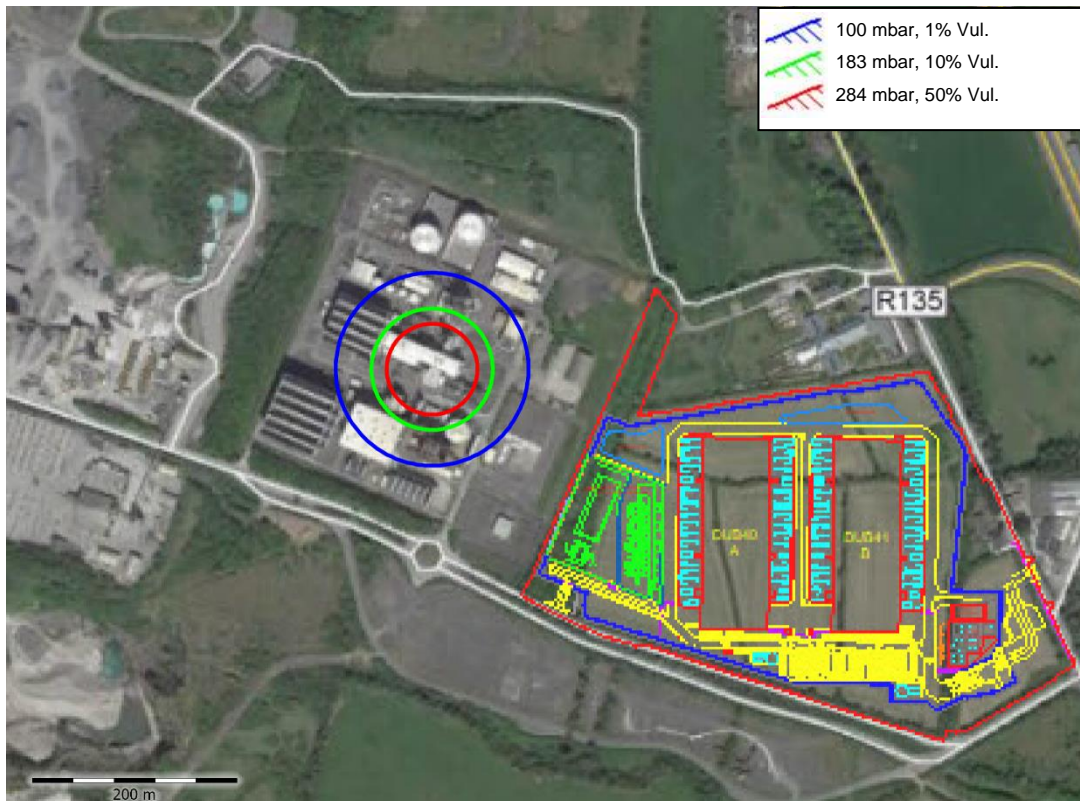 100 mbar, 1% Vul.
183 mbar, 10% Vul.
284 mbar, 50% Vul.
R135
DUB40
A
DUB41
B
200 m